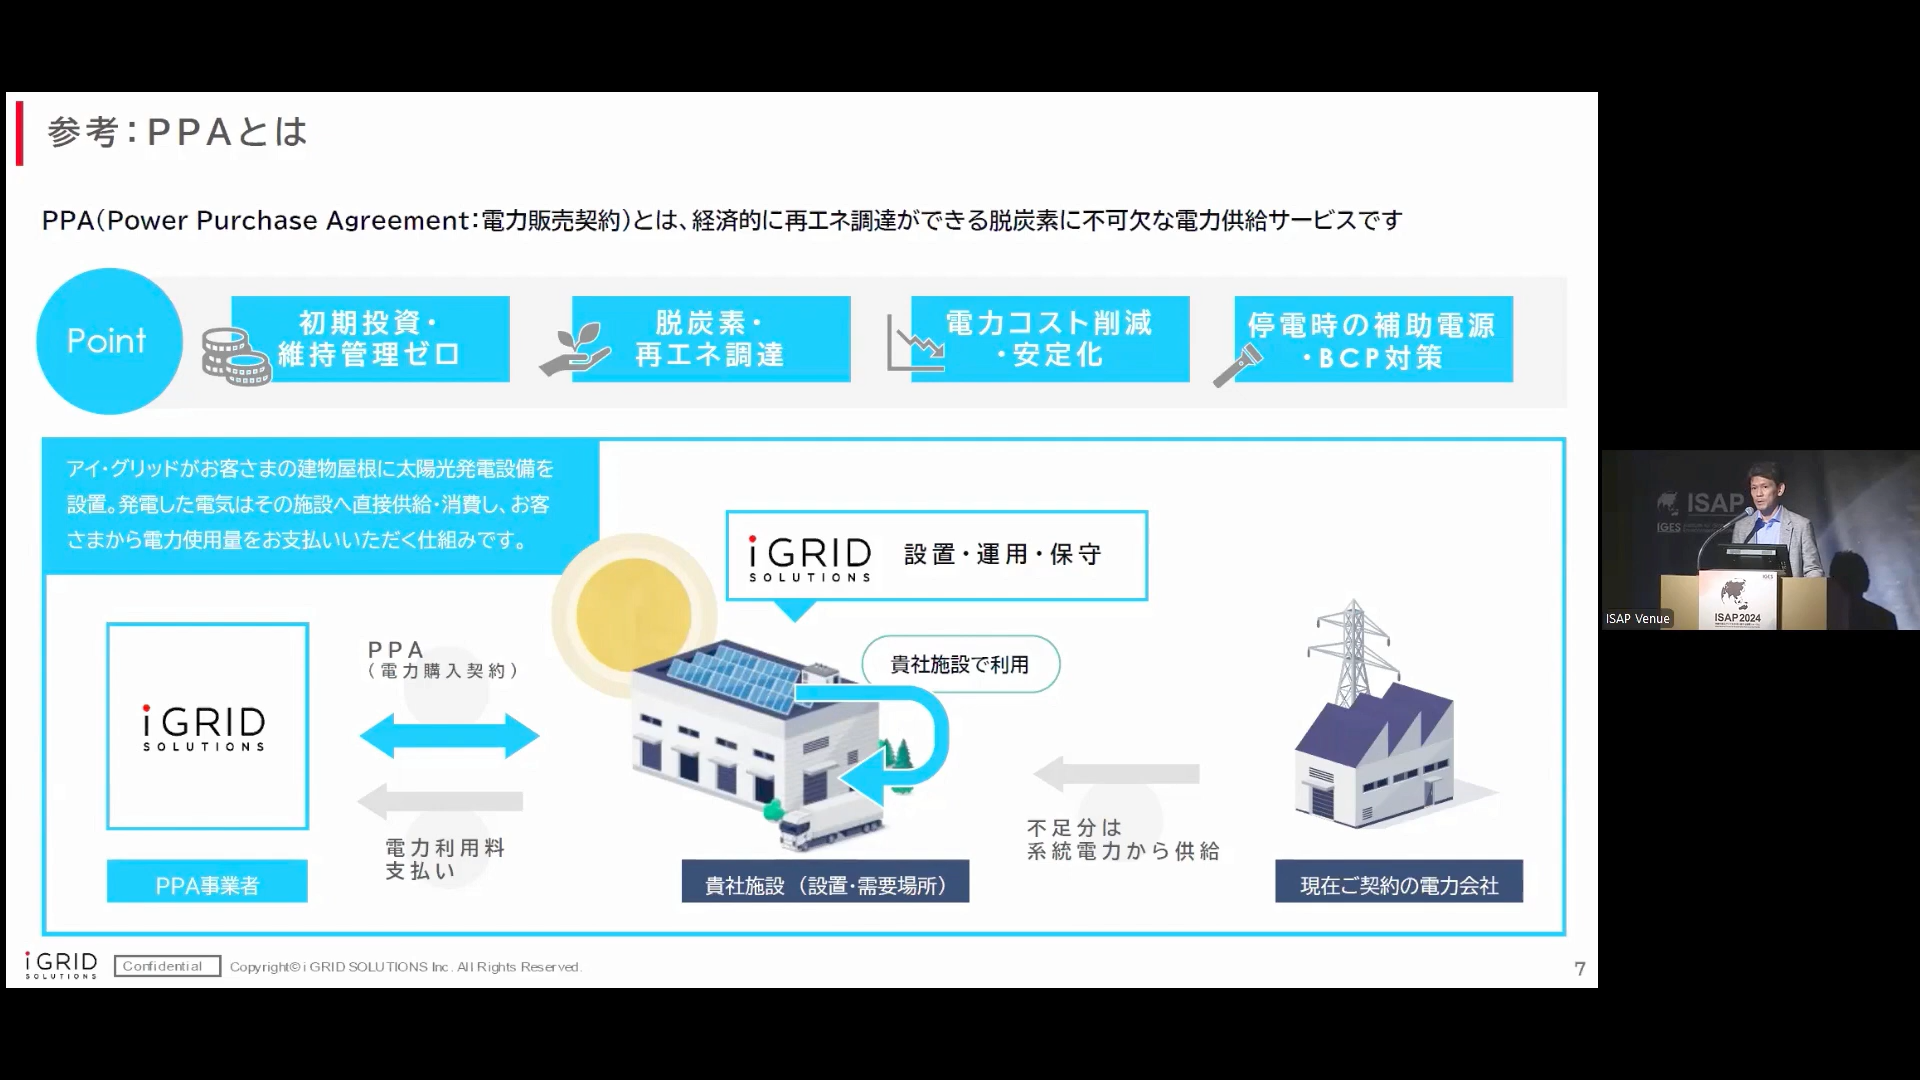 参考：PPAとは
PPA（Power Purchase Agreement：電力販売契約）とは、経済的に再エネ調達ができる脱炭素に不可欠な電力供給サービスです
Point
初期投資・
維持管理ゼロ
脱炭素・
再エネ調達
電力コスト削減
・安定化
停電時の補助電源
・BCP対策
アイ・グリッドがお客さまの建物屋根に太陽光発電設備を
設置。発電した電気はその施設へ直接供給・消費し、お客
さまから電力使用量をお支払いいただく仕組みです。
iGRID
SOLUTIONS
設置・運用・保守
貴社施設で利用
PPA
（電力購入契約）
iGRID
SOLUTIONS
電力利用料
支払い
不足分は
系統電力から供給
PPA事業者
貴社施設（設置・需要場所）
現在ご契約の電力会社
iGRID
SOLUTIONS
Confidential
Copyright© i GRID SOLUTIONS Inc. All Rights Reserved.
7
ISAP
IGES
ISAP2024
ISAP Venue